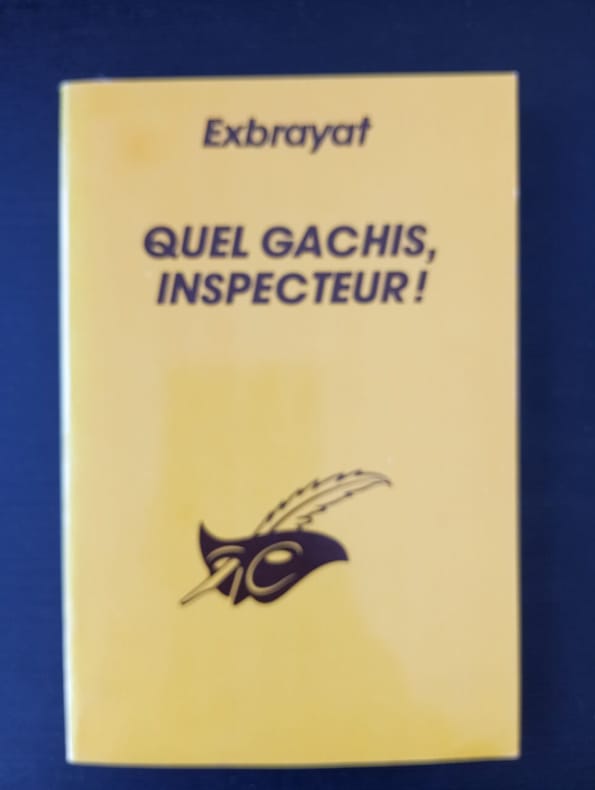 Exbrayat
QUEL GACHIS,
INSPECTEUR !